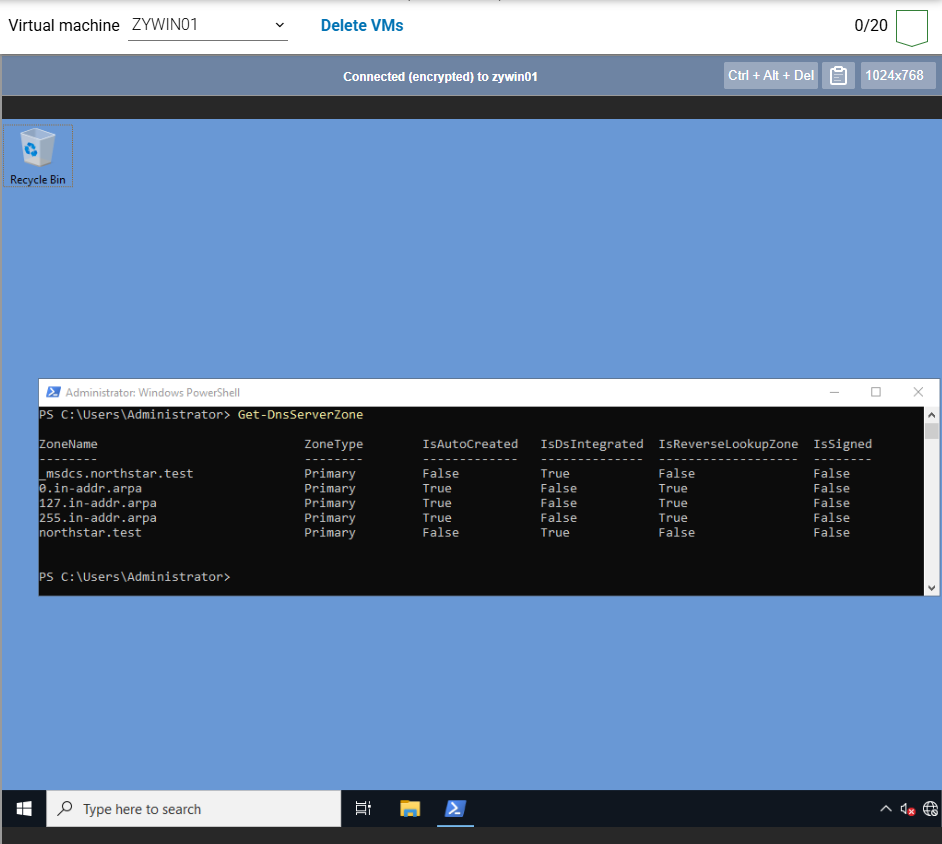 Virtual machine ZYWIN01 Delete VMs 0/20
Connected (encrypted) to zywin01 Ctrl + Alt + Del 1024x768
Recycle Bin
Administrator: Windows PowerShell
PS C:\Users\Administrator> Get-DnsServerZone
ZoneName ZoneType IsAutoCreated IsDsIntegrated IsReverseLookupZone IsSigned
-------- -------- ------------- -------------- ------------------- --------
_msdcs.northstar.test Primary False True False False
0.in-addr.arpa Primary True False True False
127.in-addr.arpa Primary True False True False
255.in-addr.arpa Primary True False True False
northstar.test Primary False True False False
PS C:\Users\Administrator>
Type here to search